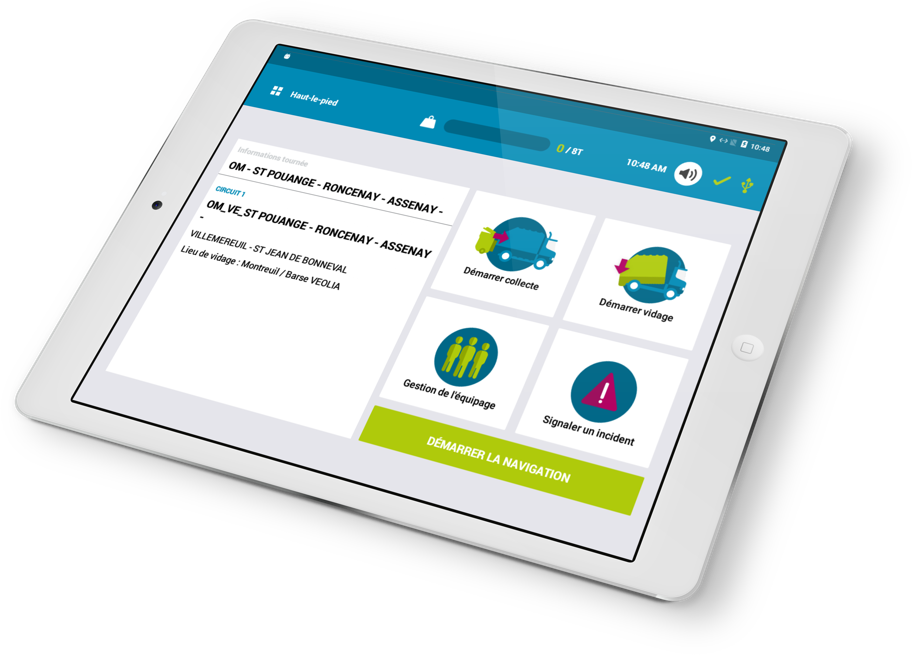 10:48
Haut-le-pied
0 / 8T
10:48 AM
Informations tournée
OM - ST POUANGE - RONCENAY - ASSENAY -
CIRCUIT 1
OM_VE_ST POUANGE - RONCENAY - ASSENAY
-
VILLEMEREUIL - ST JEAN DE BONNEVAL
Lieu de vidage : Montreuil / Barse VEOLIA
Démarrer collecte
Démarrer vidage
Gestion de l'équipage
Signaler un incident
DÉMARRER LA NAVIGATION